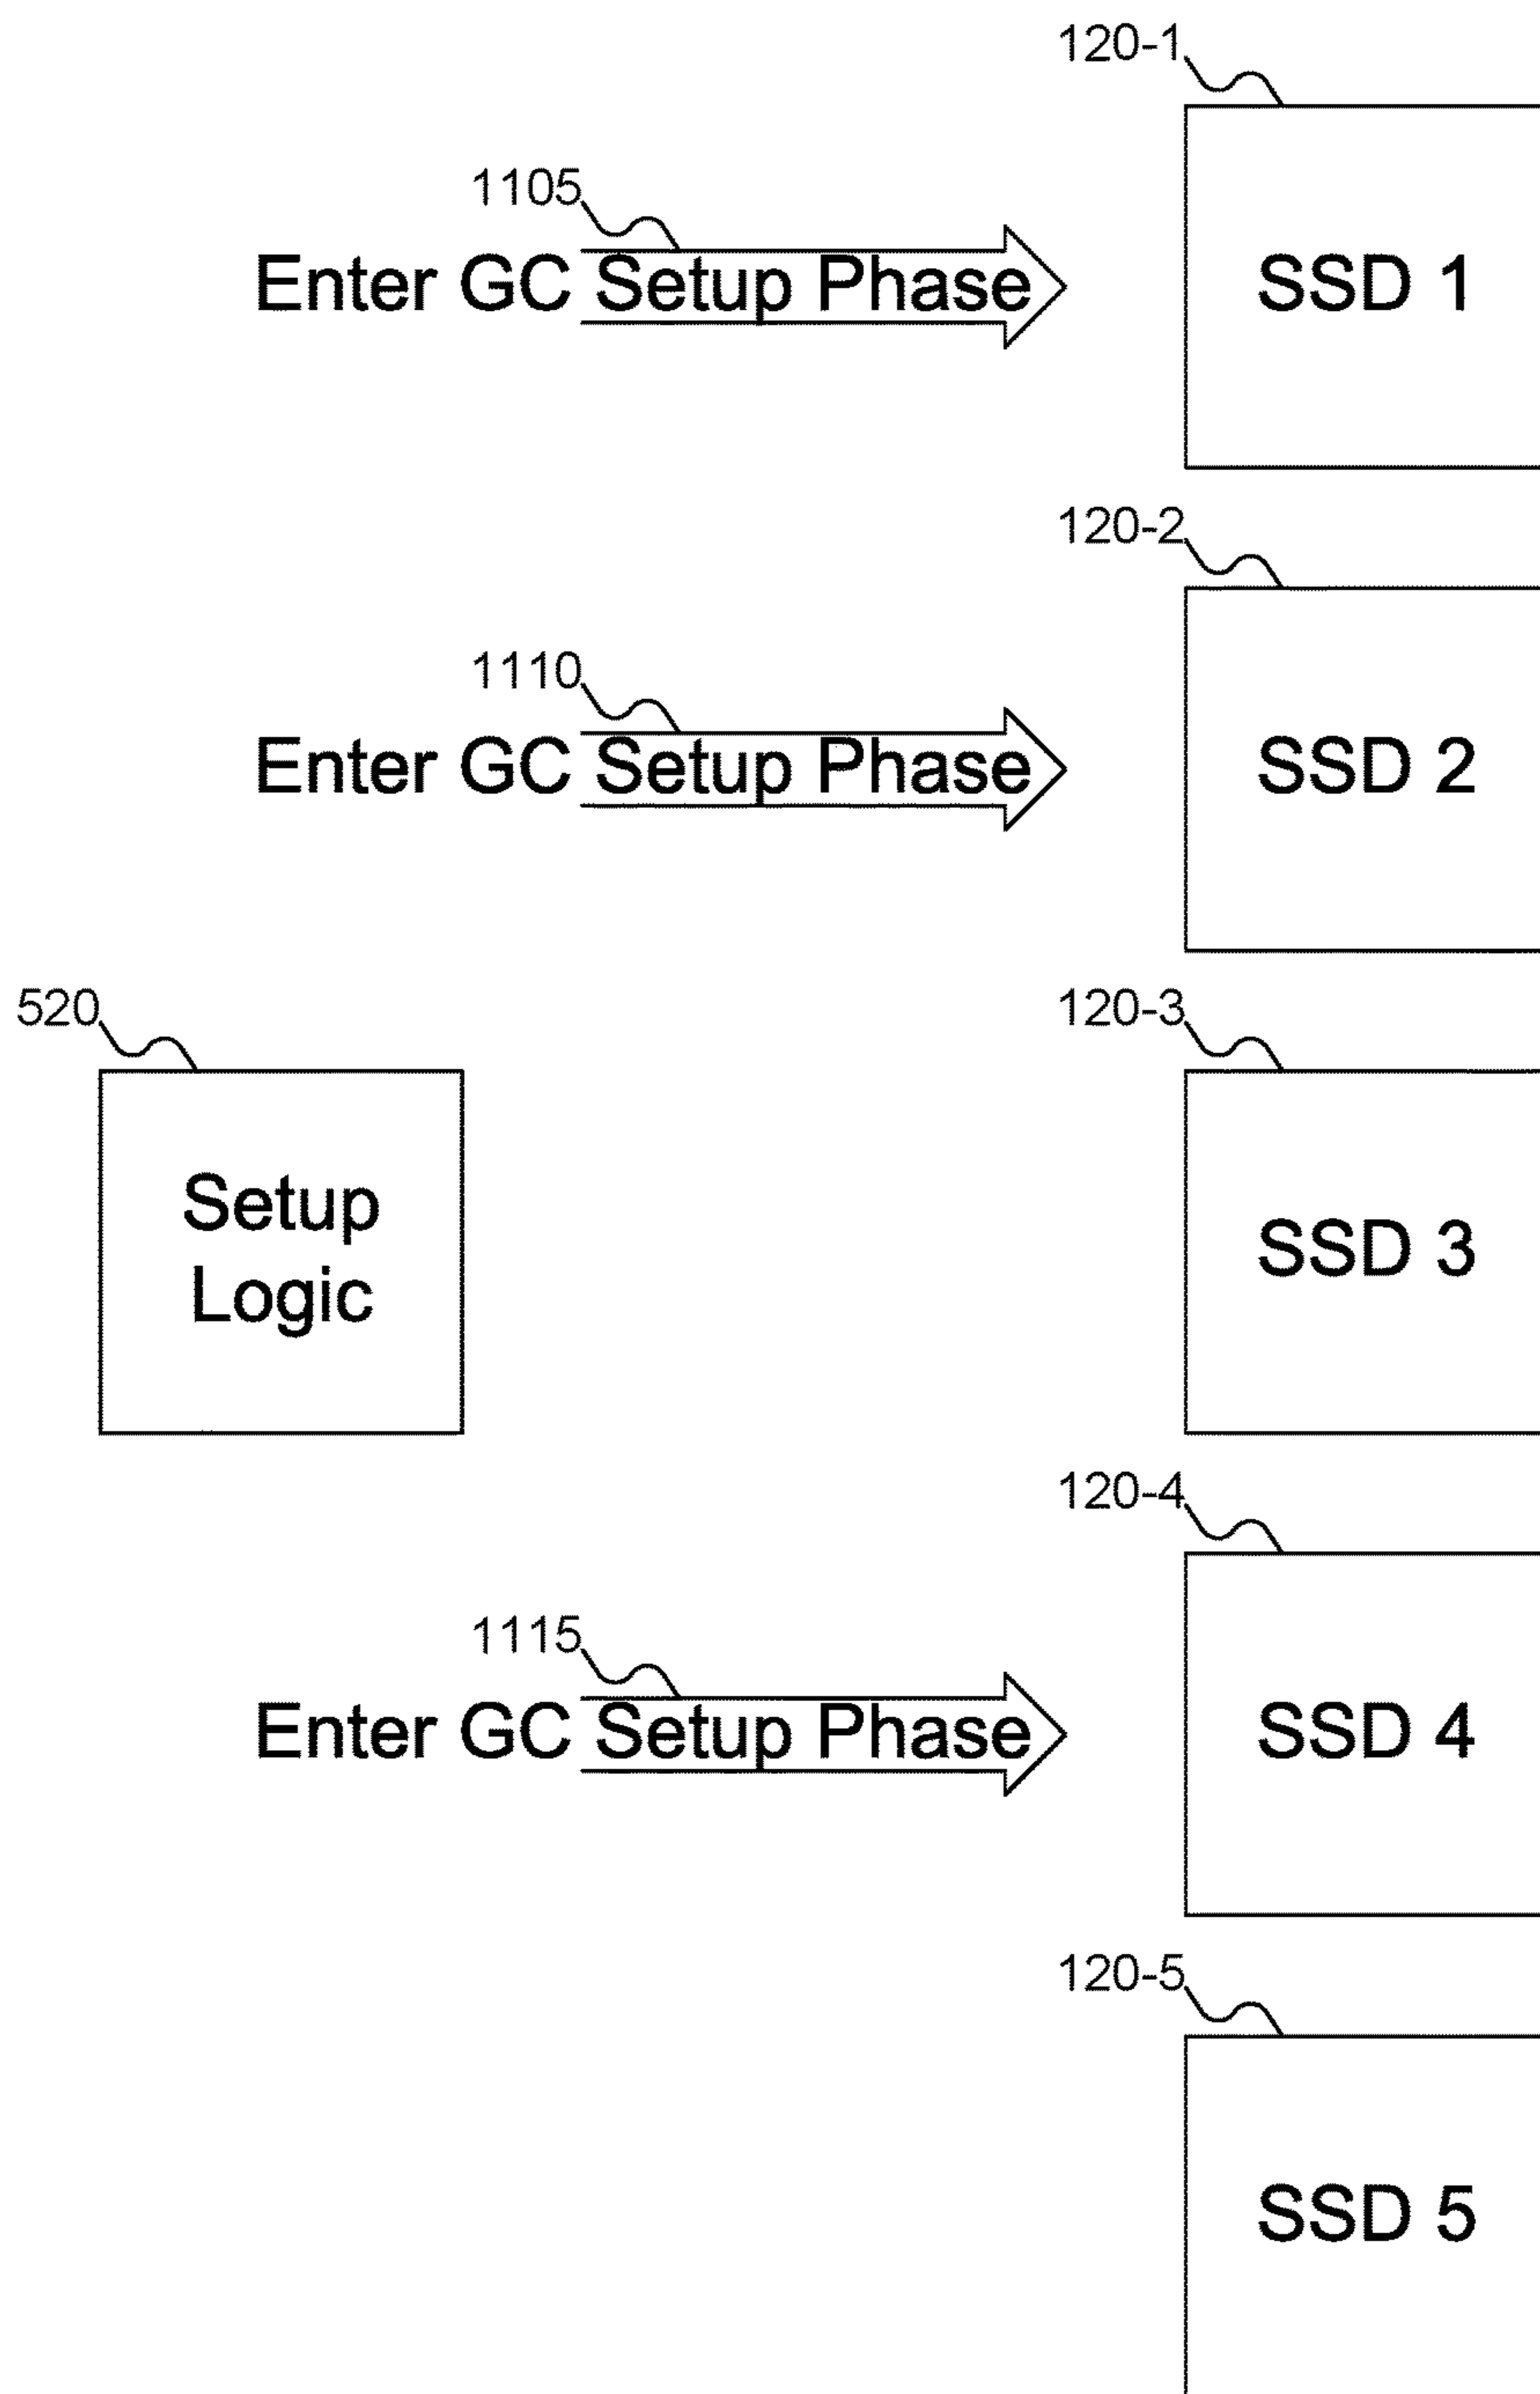 120-1
1105
Enter GC Setup Phase
SSD 1
120-2
1110
Enter GC Setup Phase
SSD 2
520
120-3
Setup
Logic
SSD 3
120-4
1115
Enter GC Setup Phase
SSD 4
120-5
SSD 5